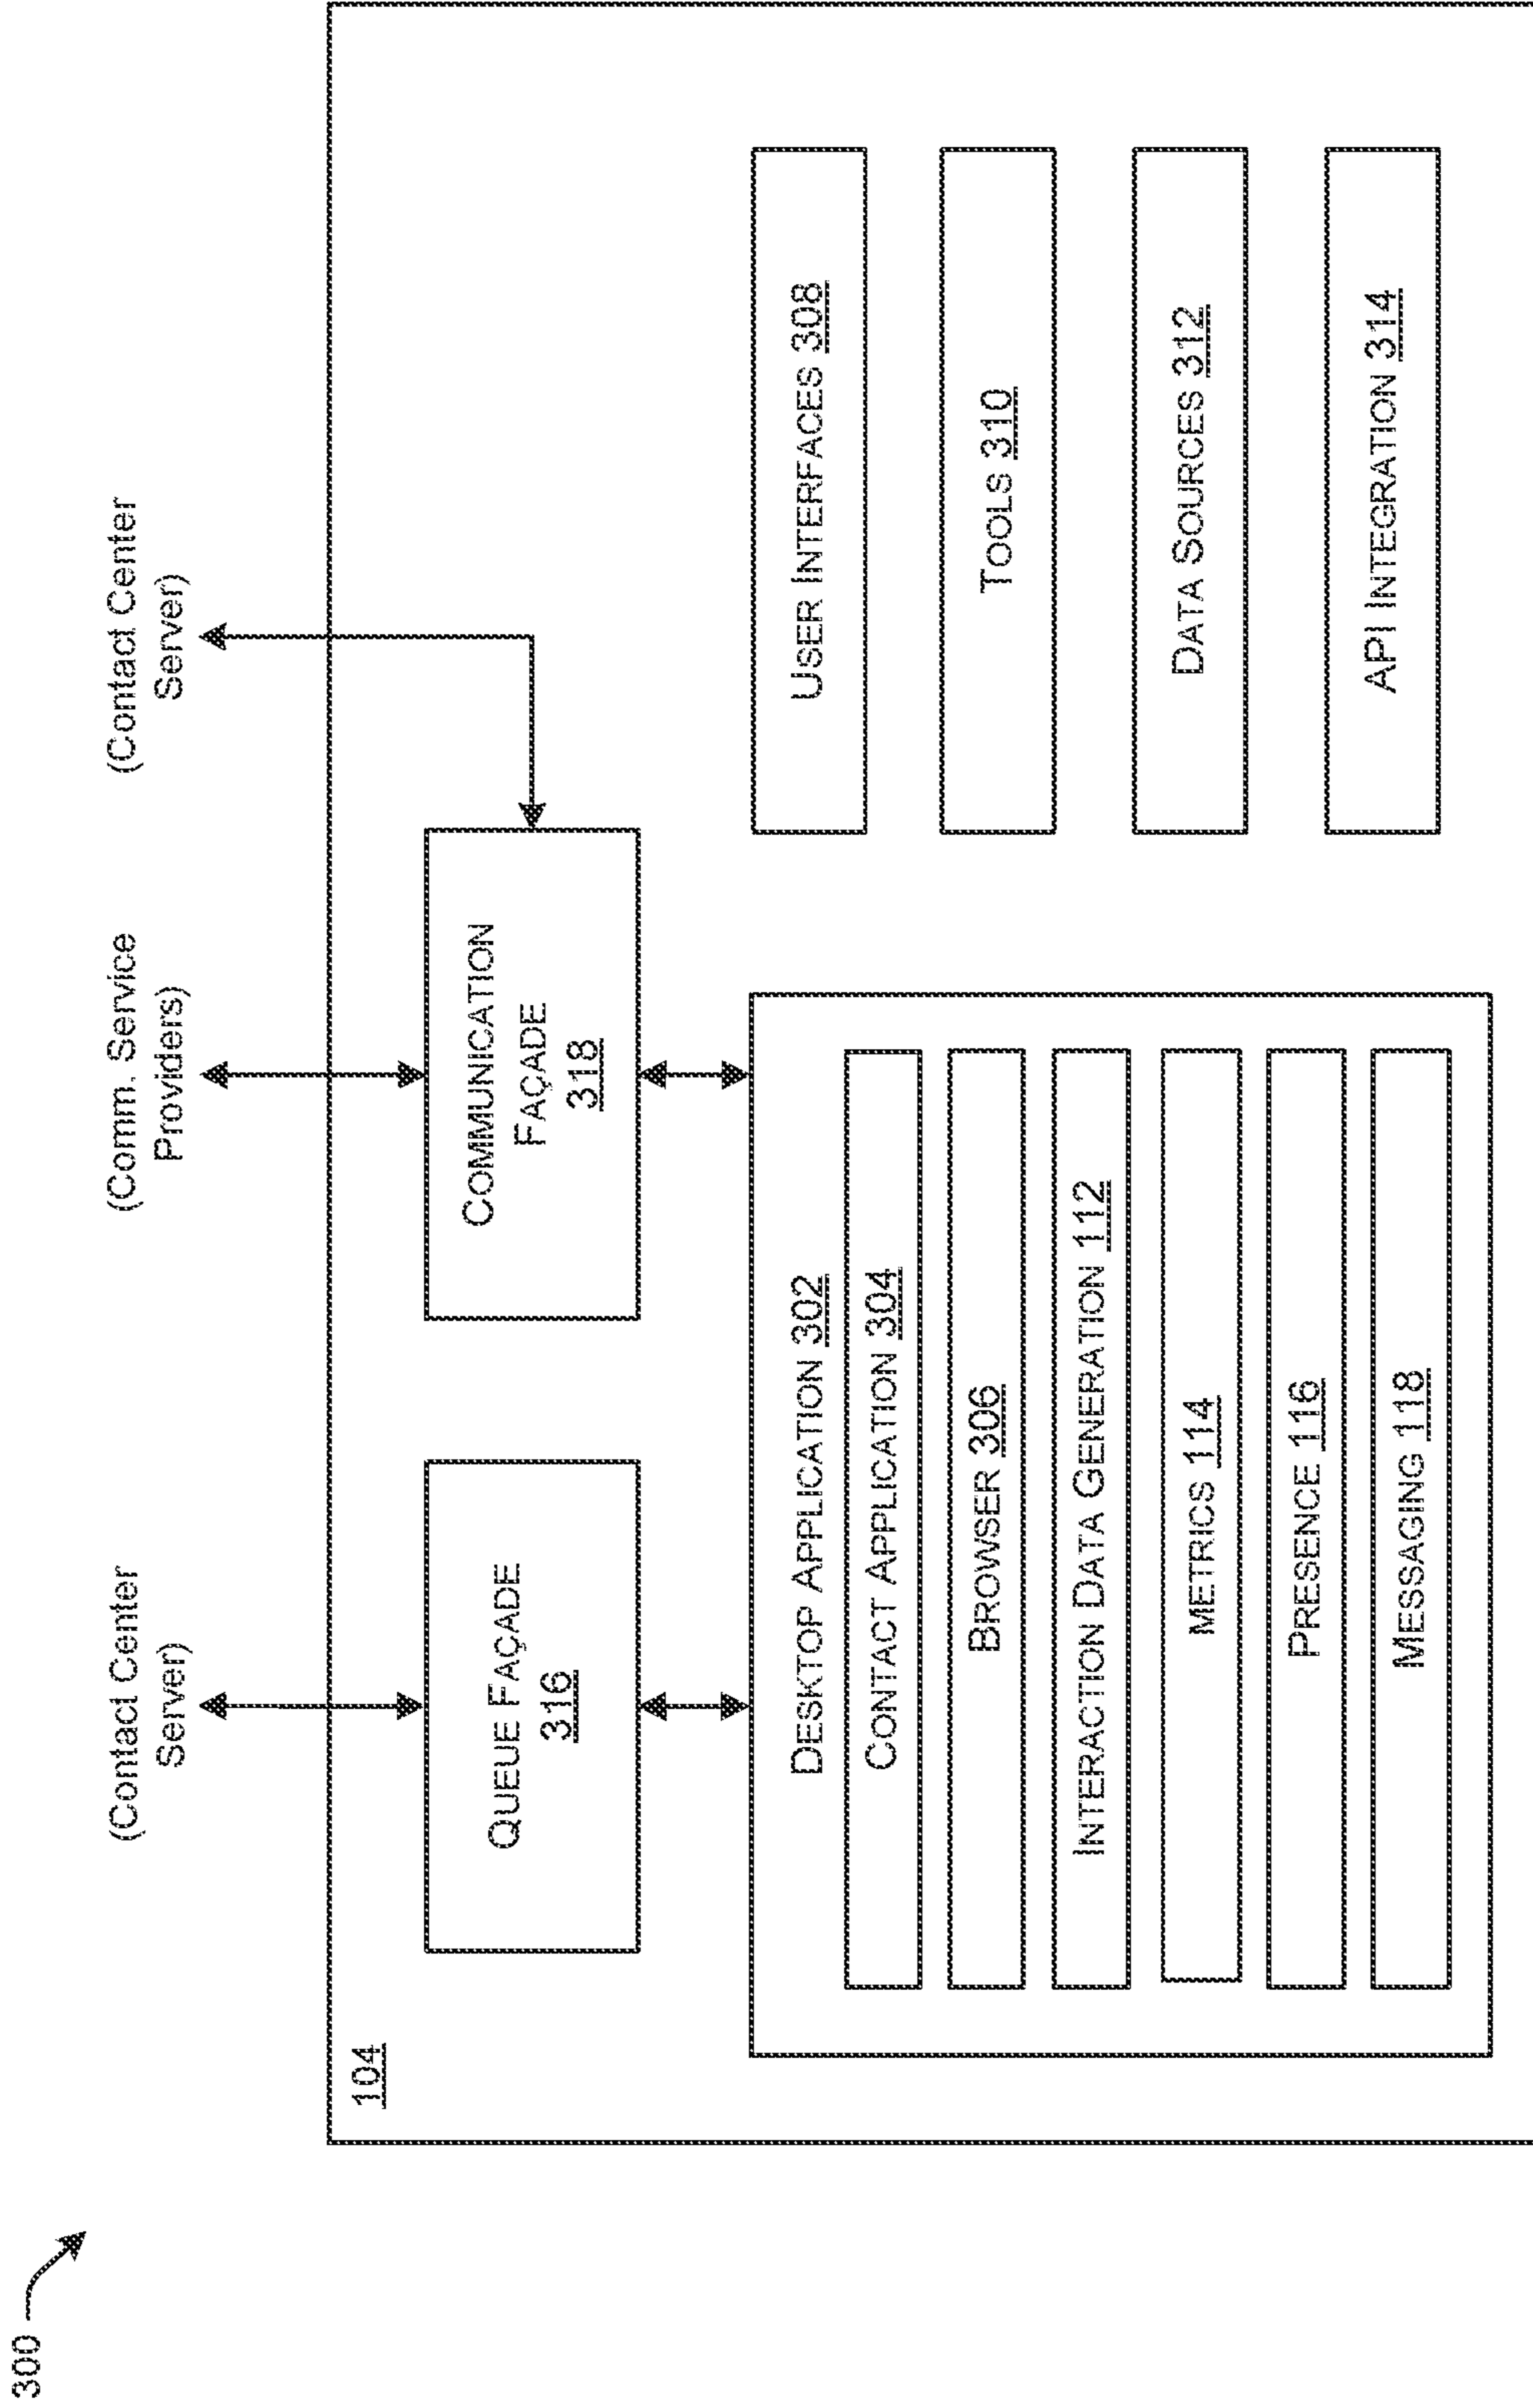 300
104
(Contact Center
Server)
(Comm. Service
Providers)
(Contact Center
Server)
QUEUE FAÇADE
316
COMMUNICATION
FAÇADE
318
DESKTOP APPLICATION 302
CONTACT APPLICATION 304
BROWSER 306
INTERACTION DATA GENERATION 112
METRICS 114
PRESENCE 116
MESSAGING 118
USER INTERFACES 308
TOOLS 310
DATA SOURCES 312
API INTEGRATION 314